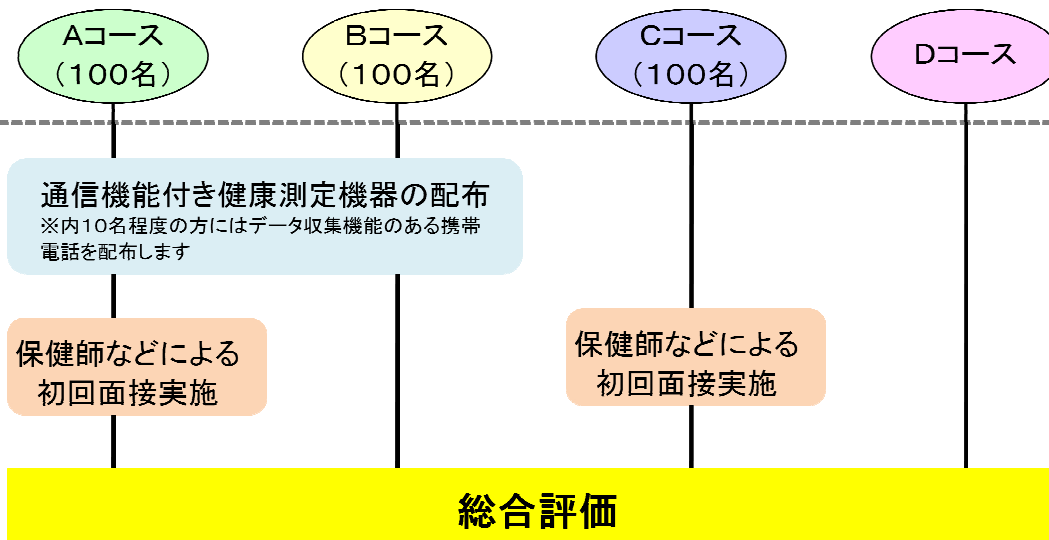 Aコース
（100名）
Bコース
（100名）
Cコース
（100名）
Dコース
通信機能付き健康測定機器の配布
※内10名程度の方にはデータ収集機能のある携帯
電話を配布します
保健師などによる
初回面接実施
保健師などによる
初回面接実施
総合評価